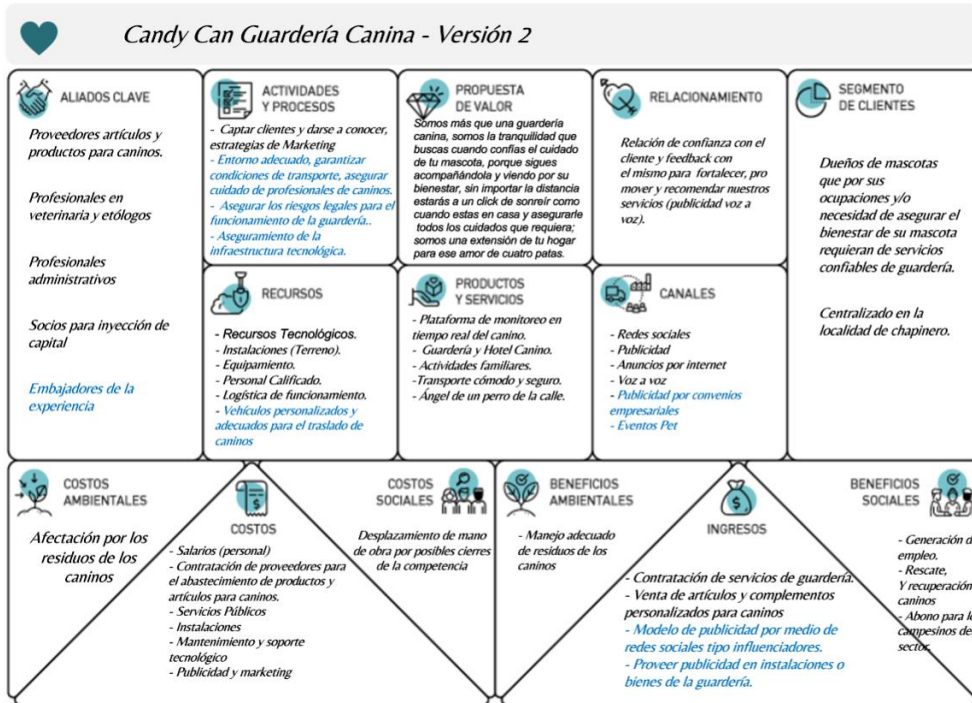 Candy Can Guardería Canina - Versión 2
ALIADOS CLAVE
Proveedores artículos y
productos para caninos.
Profesionales en
veterinaria y etólogos
Profesionales
administrativos
Socios para inyección de
capital
Embajadores de la
experiencia
ACTIVIDADES
Y PROCESOS
- Captar clientes y darse a conocer,
estrategias de Marketing
- Entorno adecuado, garantizar
condiciones de transporte, asegurar
cuidado de profesionales de caninos.
- Asegurar los riesgos legales para el
funcionamiento de la guardería..
- Aseguramiento de la
infraestructura tecnológica.
RECURSOS
- Recursos Tecnológicos.
- Instalaciones (Terreno).
- Equipamiento.
- Personal Calificado.
- Logística de funcionamiento.
- Vehículos personalizados y
adecuados para el traslado de
caninos
PROPUESTA
DE VALOR
Somos más que una guardería
canina, somos la tranquilidad que
buscas cuando confías el cuidado
de tu mascota, porque sigues
acompañándola y viendo por su
bienestar, sin importar la distancia
estarás a un click de sonreír como
cuando estas en casa y asegurarle
todos los cuidados que requiera;
somos una extensión de tu hogar
para ese amor de cuatro patas.
PRODUCTOS
Y SERVICIOS
- Plataforma de monitoreo en
tiempo real del canino.
- Guardería y Hotel Canino.
- Actividades familiares.
-Transporte cómodo y seguro.
- Ángel de un perro de la calle.
RELACIONAMIENTO
Relación de confianza con el
cliente y feedback con
el mismo para fortalecer, pro
mover y recomendar nuestros
servicios (publicidad voz a
voz).
CANALES
- Redes sociales
- Publicidad
- Anuncios por internet
- Voz a voz
- Publicidad por convenios
empresariales
- Eventos Pet
SEGMENTO
DE CLIENTES
Dueños de mascotas
que por sus
ocupaciones y/o
necesidad de asegurar el
bienestar de su mascota
requieran de servicios
confiables de guardería.
Centralizado en la
localidad de chapinero.
COSTOS
AMBIENTALES
Afectación por los
residuos de los
caninos
COSTOS
- Salarios (personal)
- Contratación de proveedores para
el abastecimiento de productos y
artículos para caninos.
- Servicios Públicos
- Instalaciones
- Mantenimiento y soporte
tecnológico
- Publicidad y marketing
COSTOS
SOCIALES
Desplazamiento de mano
de obra por posibles cierres
de la competencia
BENEFICIOS
AMBIENTALES
- Manejo adecuado
de residuos de los
caninos
INGRESOS
- Contratación de servicios de guardería.
- Venta de artículos y complementos
personalizados para caninos
- Modelo de publicidad por medio de
redes sociales tipo influenciadores.
- Proveer publicidad en instalaciones o
bienes de la guardería.
BENEFICIOS
SOCIALES
- Generación d
empleo.
- Rescate,
Y recuperación
caninos
- Abono para l
campesinos de
sector.